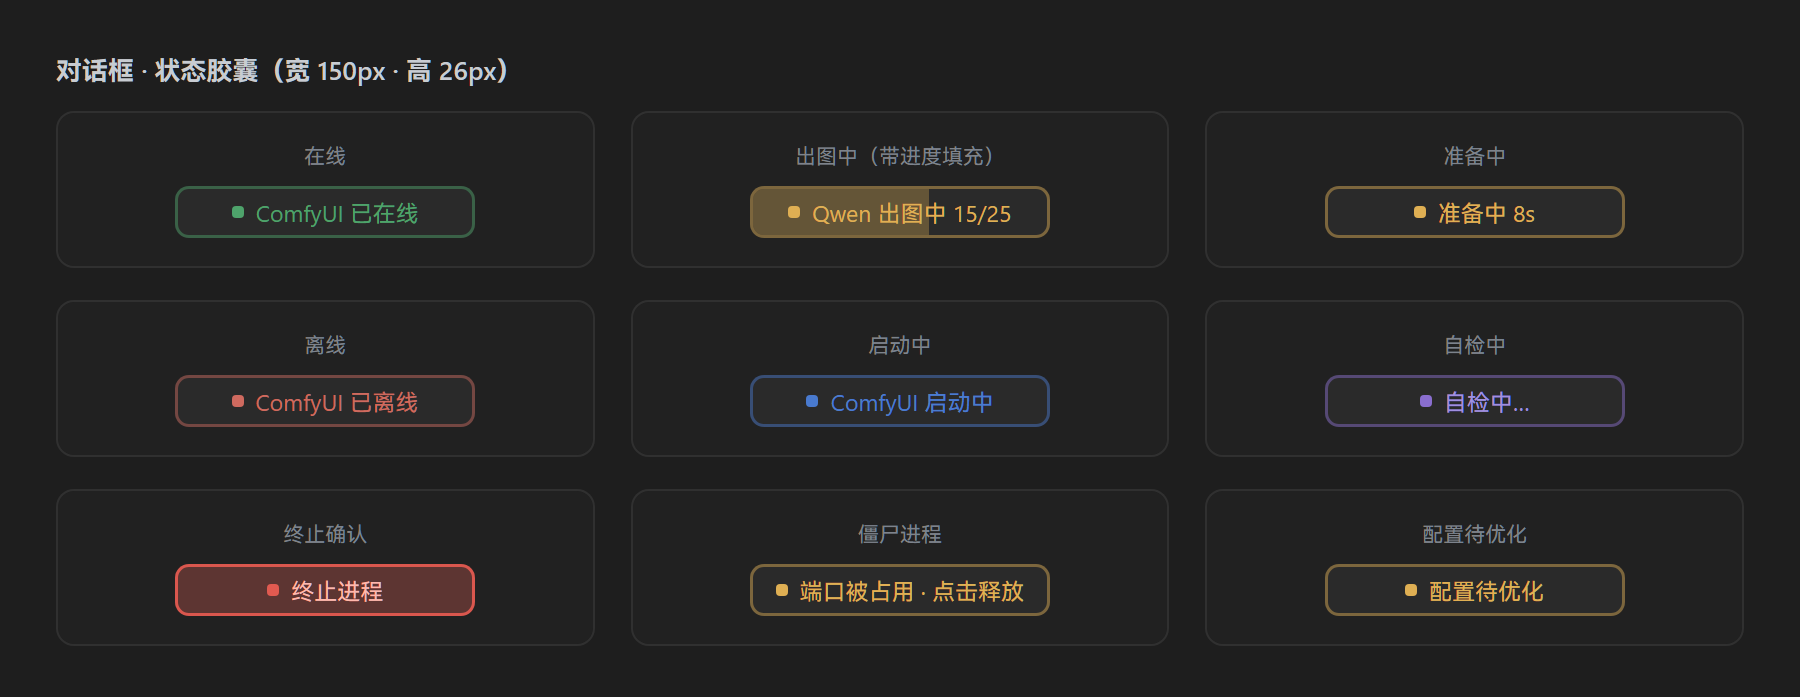 对话框 · 状态胶囊（宽 150px · 高 26px）
在线
ComfyUI 已在线
出图中（带进度填充）
Qwen 出图中 15/25
准备中
准备中 8s
离线
ComfyUI 已离线
启动中
ComfyUI 启动中
自检中
自检中...
终止确认
终止进程
僵尸进程
端口被占用 · 点击释放
配置待优化
配置待优化